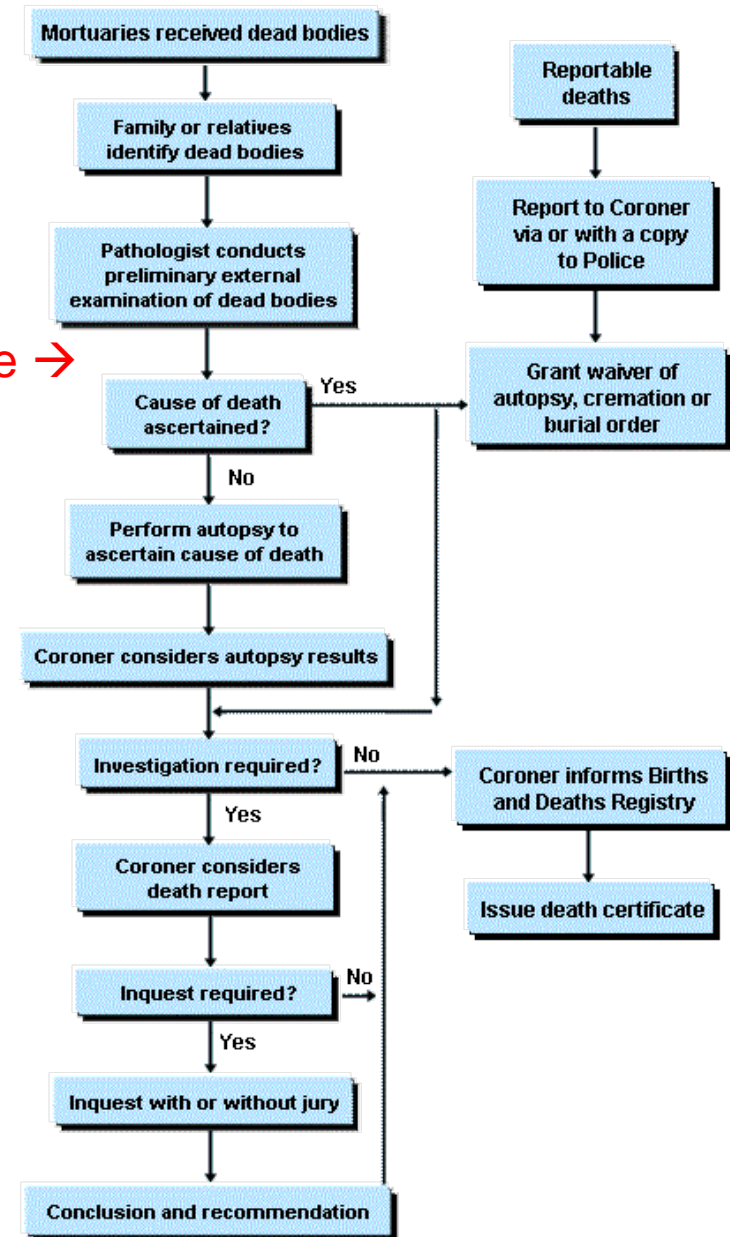 Mortuaries received dead bodies
Family or relatives
identify dead bodies
Pathologist conducts
preliminary external
examination of dead bodies
e →
Cause of death
ascertained?
Yes
No
Perform autopsy to
ascertain cause of death
Coroner considers autopsy results
Investigation required?
No
Yes
Coroner considers
death report
Inquest required?
No
Yes
Inquest with or without jury
Conclusion and recommendation
Reportable
deaths
Report to Coroner
via or with a copy
to Police
Grant waiver of
autopsy, cremation or
burial order
Coroner informs Births
and Deaths Registry
Issue death certificate